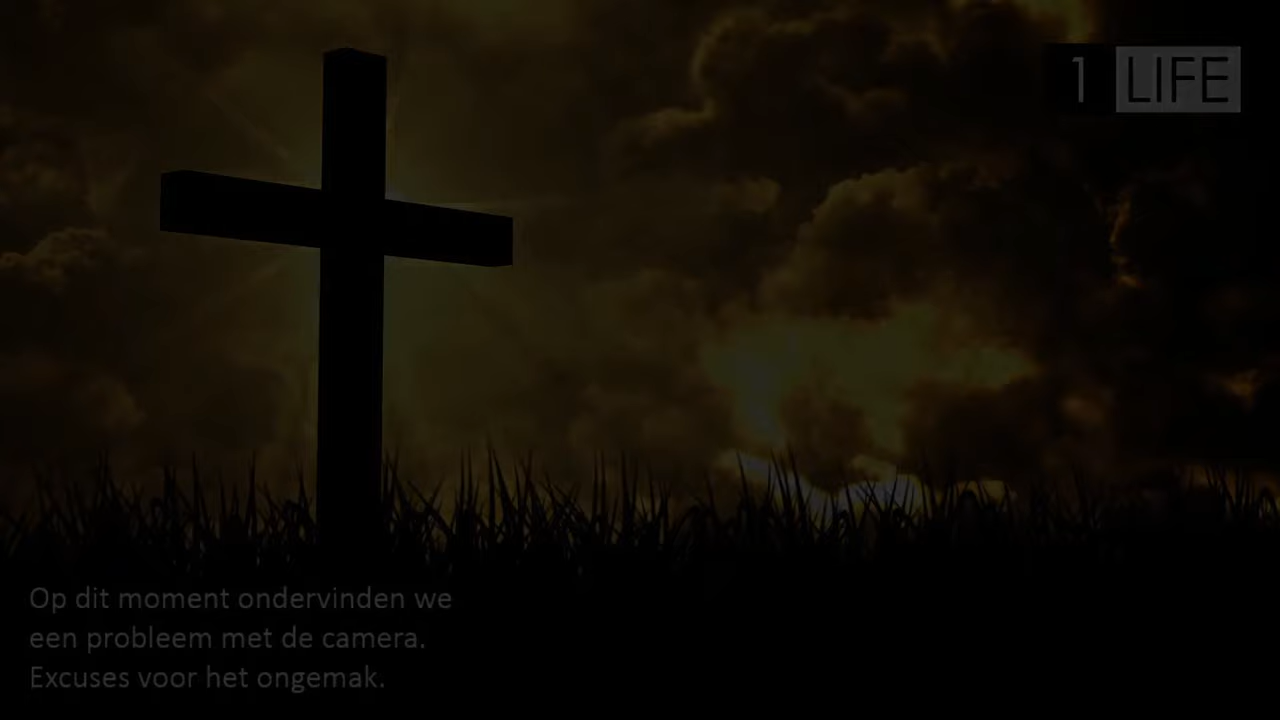 1 LIFE
Op dit moment ondervinden we
een probleem met de camera.
Excuses voor het ongemak.